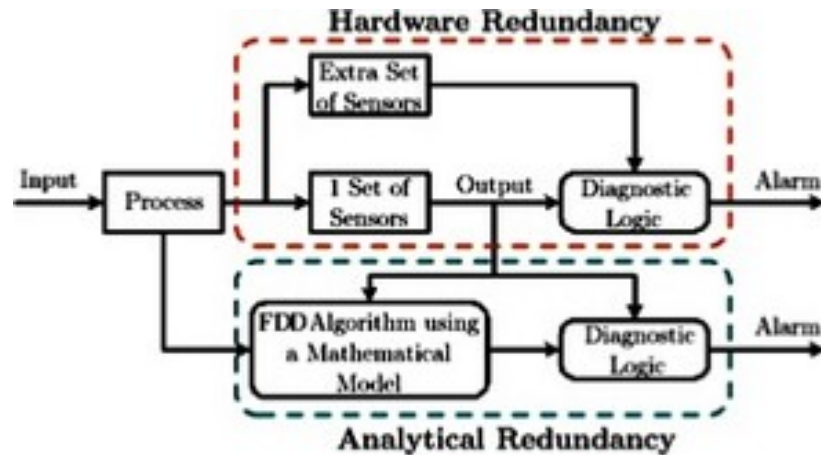 Hardware Redundancy
Extra Set
of Sensors
Input
Process
1 Set of
Sensors
Output
Diagnostic
Logic
Alarm
FDD Algorithm using
a Mathematical
Model
Diagnostic
Logic
Alarm
Analytical Redundancy